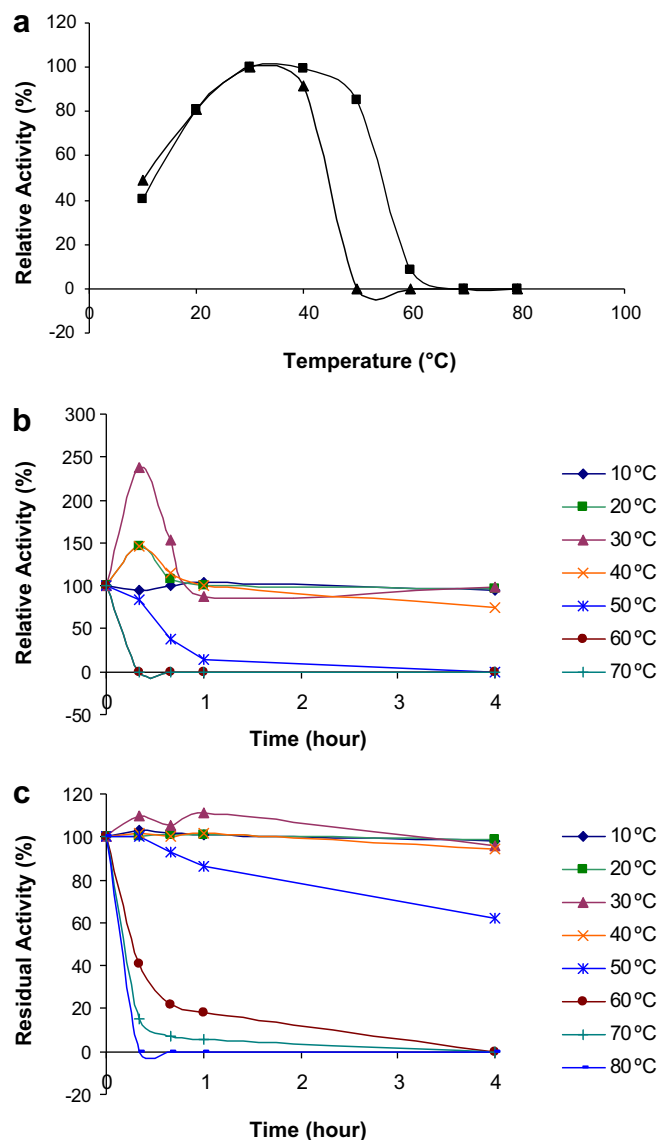 a
120
100
80
60
40
20
0
-20
0
20
40
60
80
100
Relative Activity (%)
Temperature (°C)
b
300
250
200
150
100
50
0
-50
0
1
2
3
4
Relative Activity (%)
Time (hour)
10 ºC
20 ºC
30 ºC
40 ºC
50 ºC
60 ºC
70 ºC
c
120
100
80
60
40
20
0
-20
0
1
2
3
4
Residual Activity (%)
Time (hour)
10 ºC
20 ºC
30 ºC
40 ºC
50 ºC
60 ºC
70 ºC
80 ºC